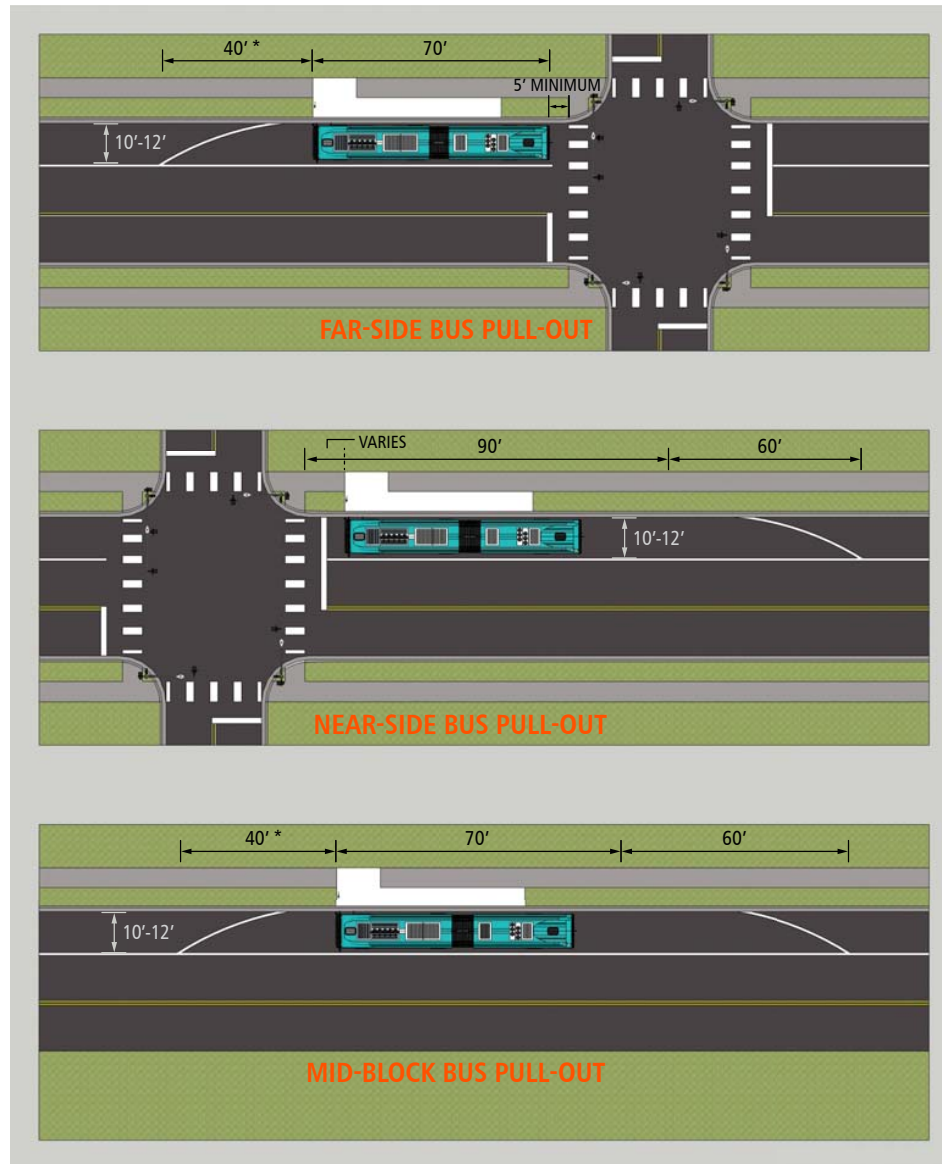 40’ *
70’
5’ MINIMUM
10’-12’
FAR-SIDE BUS PULL-OUT
VARIES
90’
60’
10’-12’
NEAR-SIDE BUS PULL-OUT
40’ *
70’
60’
10’-12’
MID-BLOCK BUS PULL-OUT